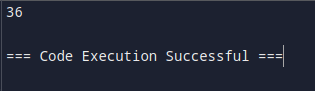 36
=== Code Execution Successful ===